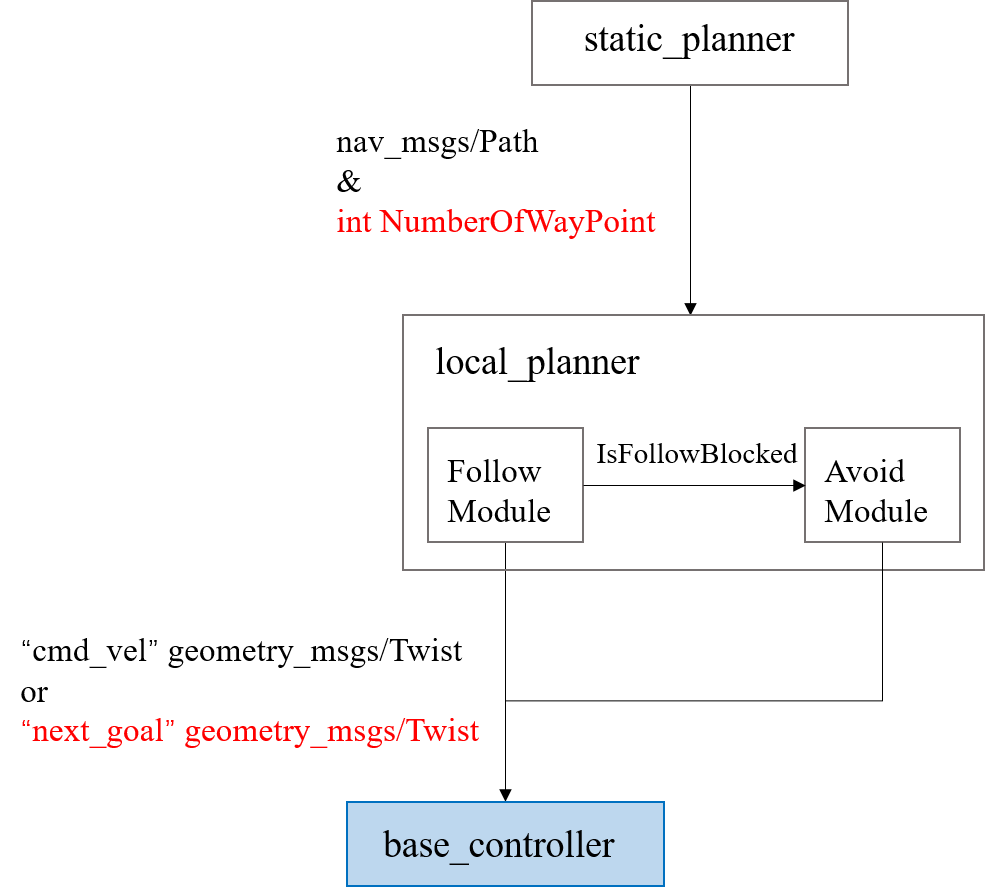 static_planner
nav_msgs/Path
&
int NumberOfWayPoint
local_planner
IsFollowBlocked
Follow
Module
Avoid
Module
“cmd_vel” geometry_msgs/Twist
or
“next_goal” geometry_msgs/Twist
base_controller